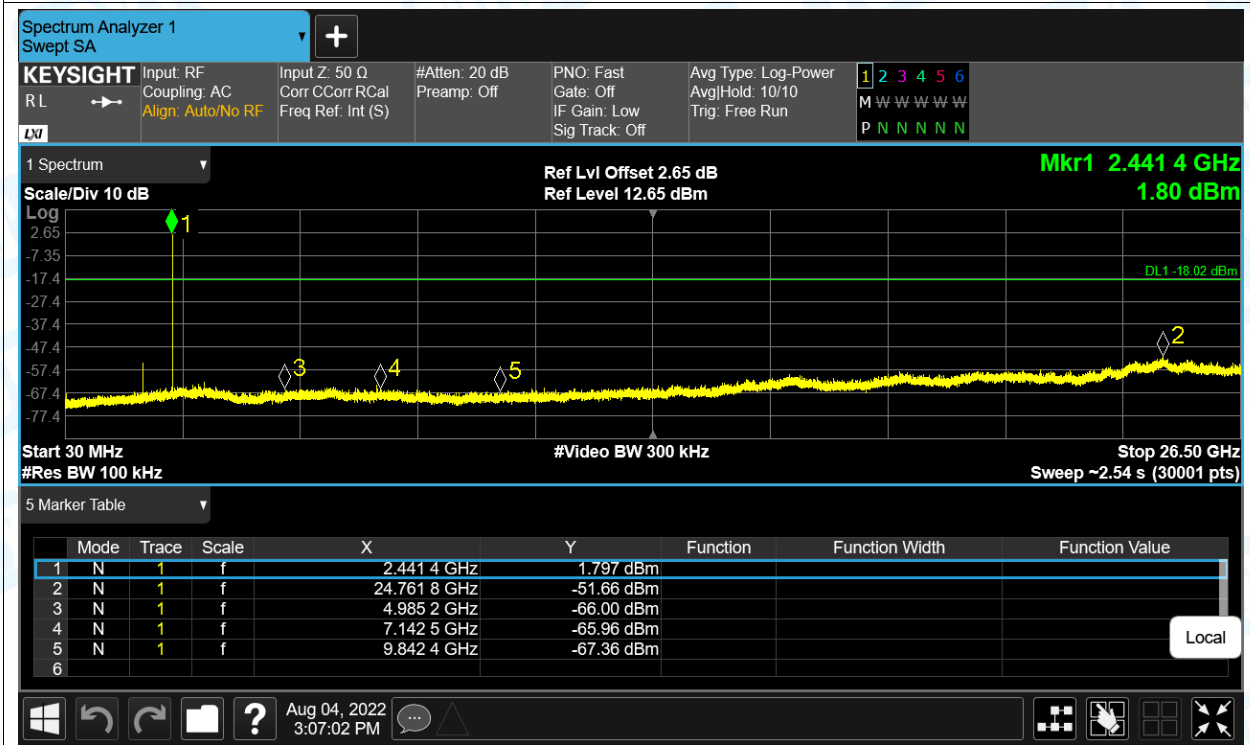 Spectrum Analyzer 1
Swept SA
+
KEYSIGHT Input: RF Input Z: 50 Ω #Atten: 20 dB PNO: Fast Avg Type: Log-Power 1 2 3 4 5 6
R L Coupling: AC Corr CCorr RCal Preamp: Off Gate: Off Avg|Hold: 10/10 M W W W W W
Align: Auto/No RF Freq Ref: Int (S) IF Gain: Low Trig: Free Run
LXI Sig Track: Off P N N N N N
1 Spectrum Ref Lvl Offset 2.65 dB Mkr1 2.441 4 GHz
Scale/Div 10 dB Ref Level 12.65 dBm 1.80 dBm
Log
1
2.65
-7.35
-17.4 DL1 -18.02 dBm
-27.4
-37.4
-47.4 2
-57.4 3 4 5
-67.4
-77.4
Start 30 MHz #Video BW 300 kHz Stop 26.50 GHz
#Res BW 100 kHz Sweep ~2.54 s (30001 pts)
5 Marker Table
Mode Trace Scale X Y Function Function Width Function Value
1 N 1 f 2.441 4 GHz 1.797 dBm
2 N 1 f 24.761 8 GHz -51.66 dBm
3 N 1 f 4.985 2 GHz -66.00 dBm
4 N 1 f 7.142 5 GHz -65.96 dBm
5 N 1 f 9.842 4 GHz -67.36 dBm
6
Local
? Aug 04, 2022
3:07:02 PM